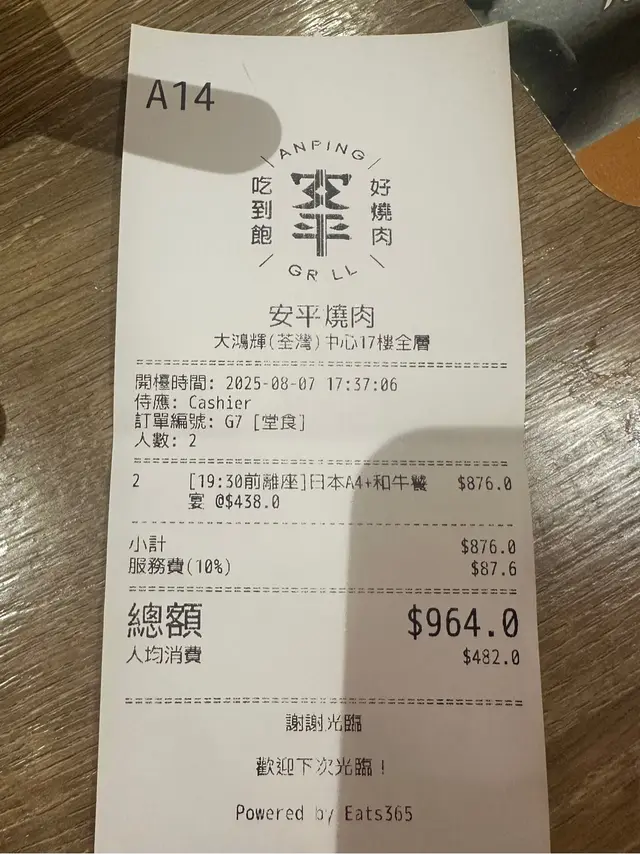 A14
ANPING
吃到飽
安平
好燒肉
GRILL
安平燒肉
大鴻輝(荃灣)中心17樓全層
開檯時間: 2025-08-07 17:37:06
侍應: Cashier
訂單編號: G7 [堂食]
人數: 2
2 [19:30前離座]日本A4+和牛饗 $876.0
宴 @$438.0
小計 $876.0
服務費(10%) $87.6
總額 $964.0
人均消費 $482.0
謝謝光臨
歡迎下次光臨!
Powered by Eats365